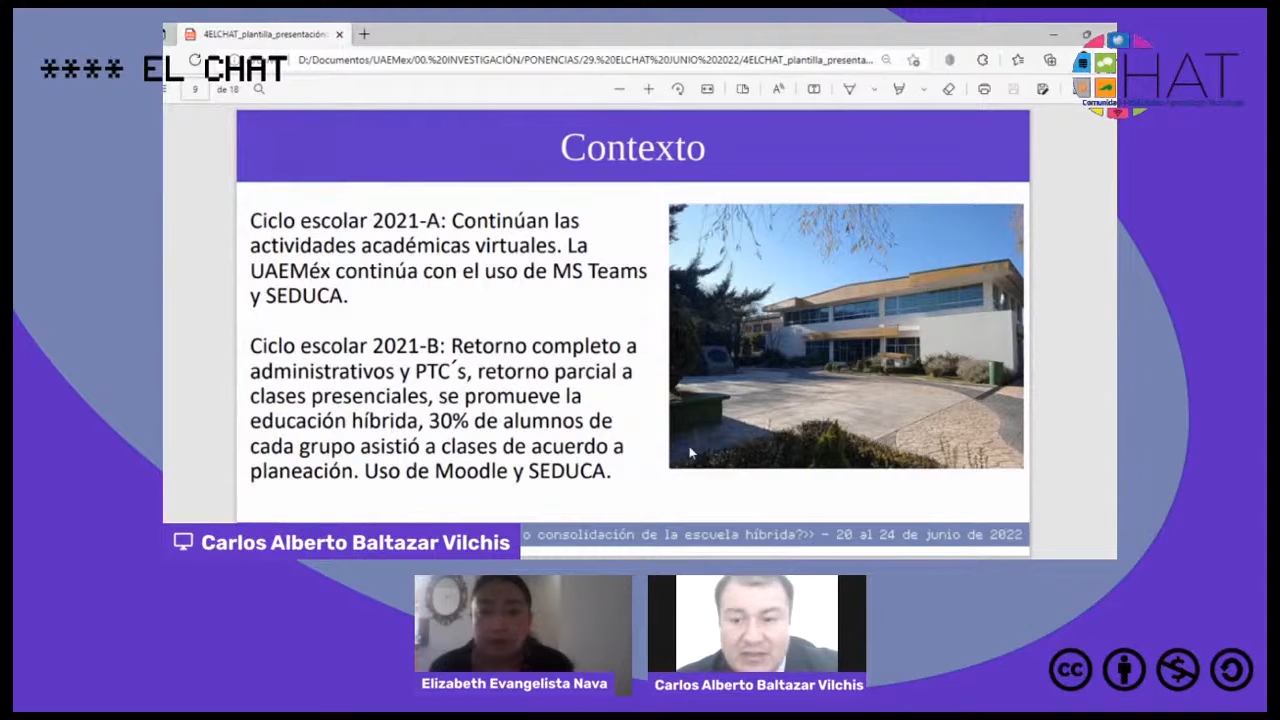 4ELCHAT_plantilla_presentación
**** EL CHAT
D:/Documentos/UAEMex/00.%20INVESTIGACIÓN/PONENCIAS/29.%20ELCHAT%20JUNIO%202022/4ELCHAT_plantilla_presenta...
HAT
9 de 18
Contexto
Ciclo escolar 2021-A: Continúan las
actividades académicas virtuales. La
UAEMéx continúa con el uso de MS Teams
y SEDUCA.
Ciclo escolar 2021-B: Retorno completo a
administrativos y PTC´s, retorno parcial a
clases presenciales, se promueve la
educación híbrida, 30% de alumnos de
cada grupo asistió a clases de acuerdo a
planeación. Uso de Moodle y SEDUCA.
o consolidación de la escuela híbrida?>> – 20 al 24 de junio de 2022
Carlos Alberto Baltazar Vilchis
Elizabeth Evangelista Nava
Carlos Alberto Baltazar Vilchis
CC